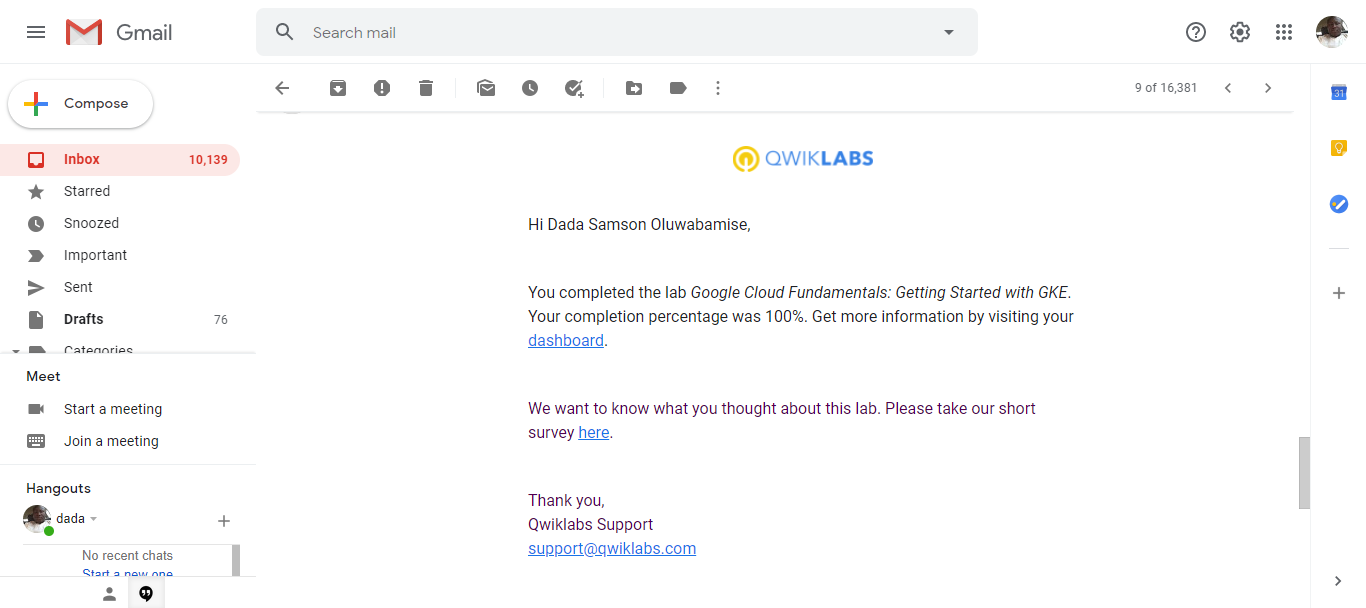 Gmail
Search mail
Compose
9 of 16,381
31
Inbox 10,139
Starred
Snoozed
Important
Sent
Drafts 76
Categories
Meet
Start a meeting
Join a meeting
Hangouts
dada
No recent chats
Start a new one
QWIKLABS
Hi Dada Samson Oluwabamise,
You completed the lab Google Cloud Fundamentals: Getting Started with GKE.
Your completion percentage was 100%. Get more information by visiting your
dashboard.
We want to know what you thought about this lab. Please take our short
survey here.
Thank you,
Qwiklabs Support
support@qwiklabs.com